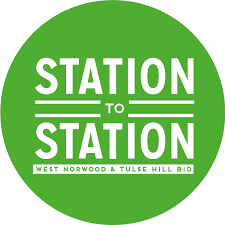 STATION
TO
STATION
WEST NORWOOD & TULSE HILL BID